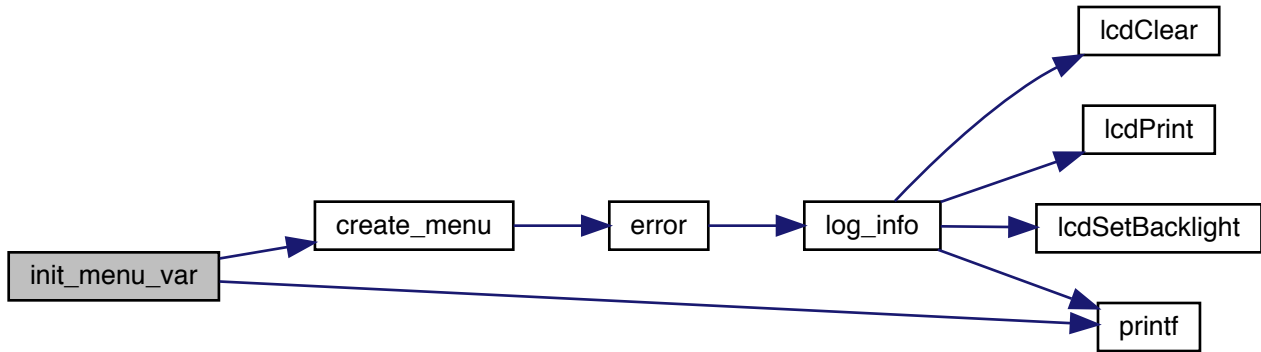 lcdClear
lcdPrint
create_menu
error
log_info
lcdSetBacklight
init_menu_var
printf